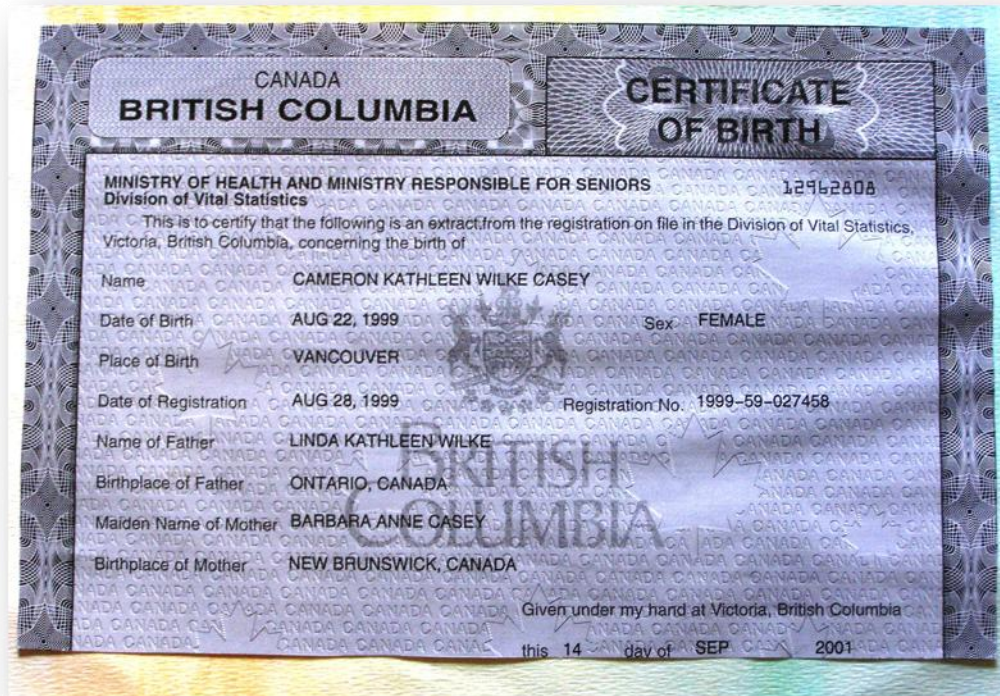 CANADA
BRITISH COLUMBIA
CERTIFICATE
OF BIRTH
MINISTRY OF HEALTH AND MINISTRY RESPONSIBLE FOR SENIORS 12962808
Division of Vital Statistics
This is to certify that the following is an extract from the registration on file in the Division of Vital Statistics,
Victoria, British Columbia, concerning the birth of
Name CAMERON KATHLEEN WILKE CASEY
Date of Birth AUG 22, 1999 Sex FEMALE
Place of Birth VANCOUVER
Date of Registration AUG 28, 1999 Registration No. 1999-59-027458
Name of Father LINDA KATHLEEN WILKE
BRITISH
Birthplace of Father ONTARIO, CANADA
Maiden Name of Mother BARBARA ANNE CASEY
COLUMBIA
Birthplace of Mother NEW BRUNSWICK, CANADA
Given under my hand at Victoria, British Columbia
this 14 day of SEP 2001